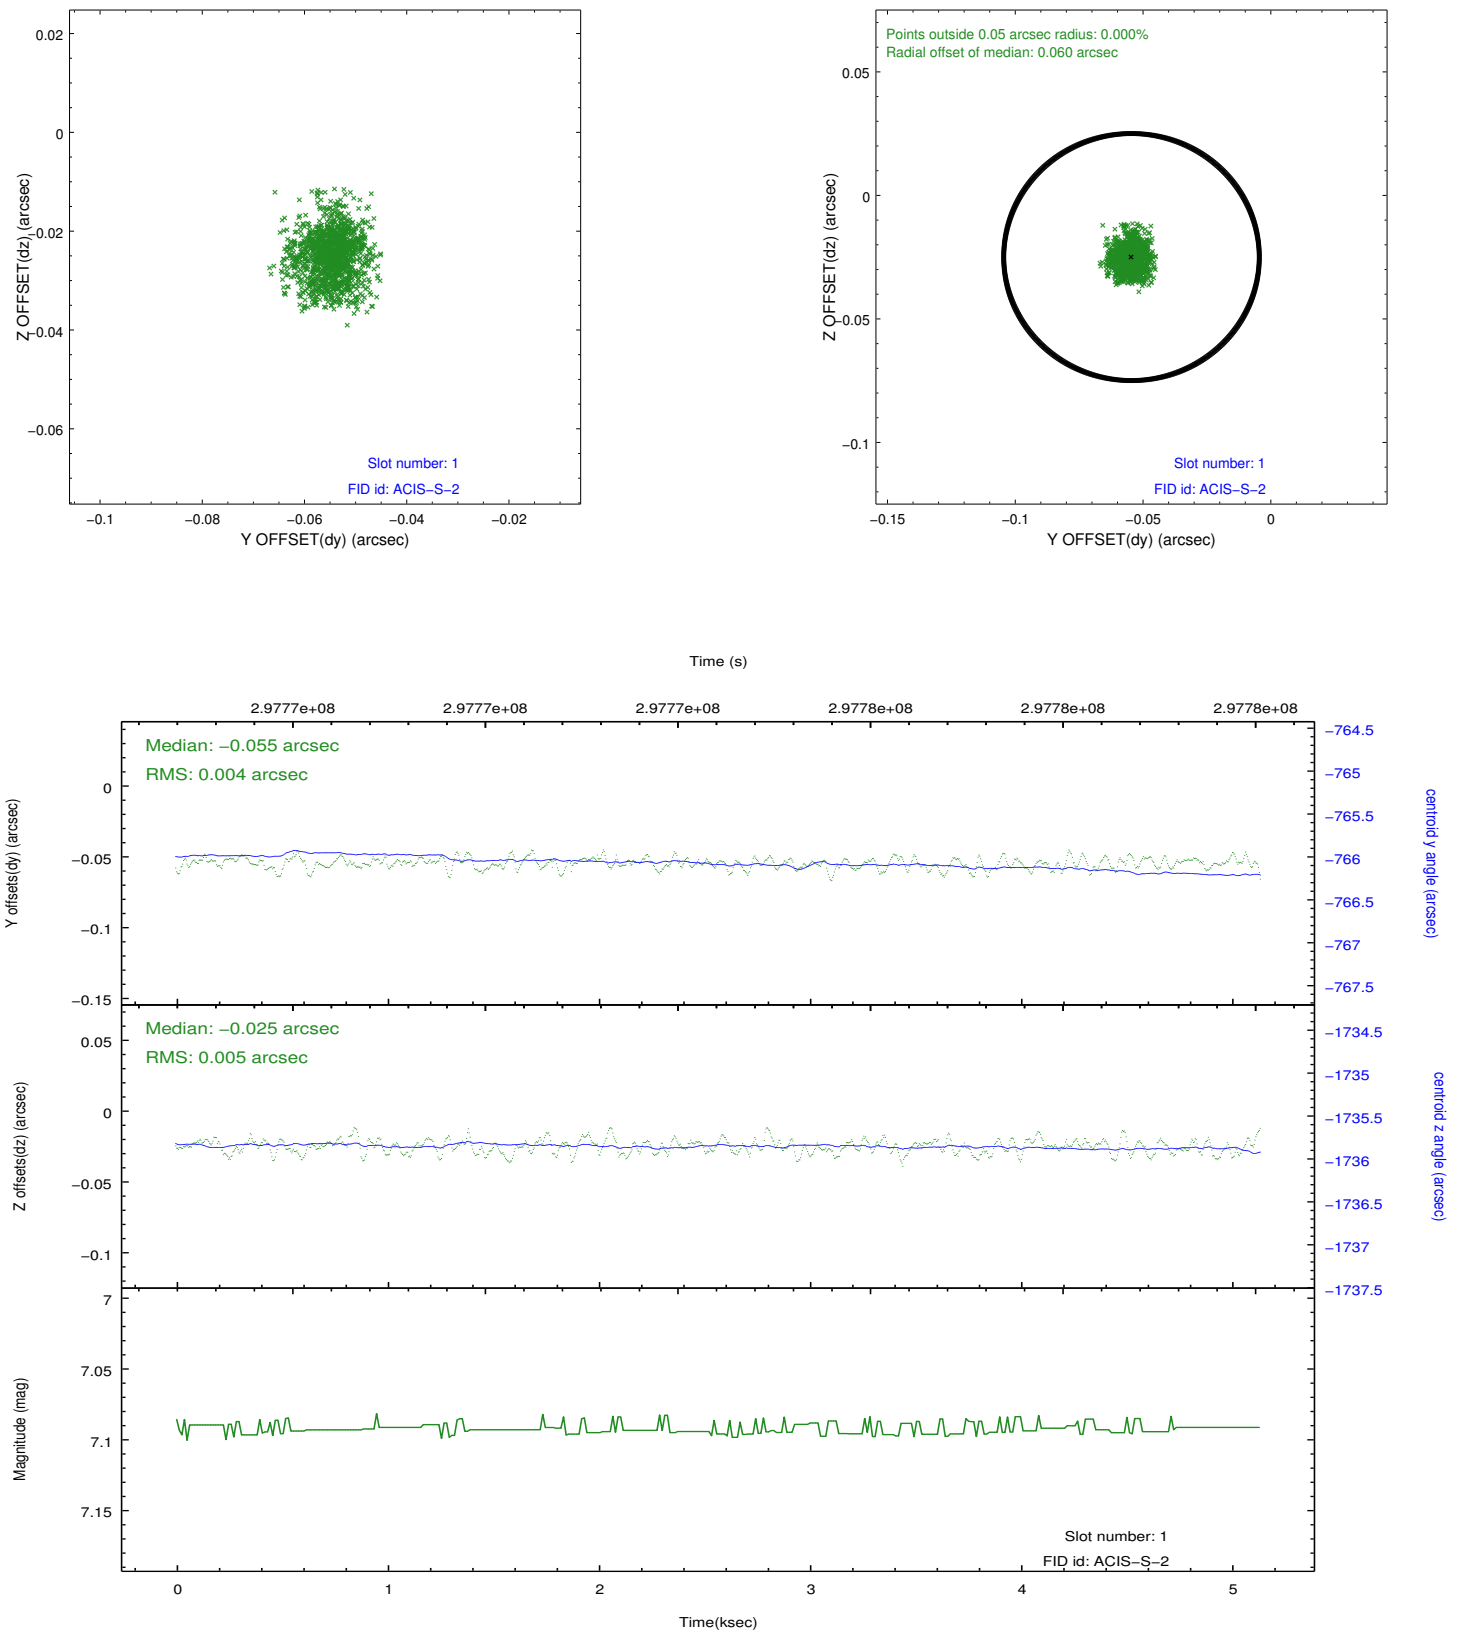 0.02
0
−0.02
−0.04
−0.06
Z OFFSET(dz) (arcsec)
Slot number: 1
FID id: ACIS−S−2
−0.1
−0.08
−0.06
−0.04
−0.02
Y OFFSET(dy) (arcsec)
Points outside 0.05 arcsec radius: 0.000%
Radial offset of median: 0.060 arcsec
0.05
0
−0.05
−0.1
Z OFFSET(dz) (arcsec)
Slot number: 1
FID id: ACIS−S−2
−0.15
−0.1
−0.05
0
Y OFFSET(dy) (arcsec)
Time (s)
2.9777e+08
2.9777e+08
2.9777e+08
2.9778e+08
2.9778e+08
2.9778e+08
Median: −0.055 arcsec
RMS: 0.004 arcsec
0
−0.05
−0.1
−0.15
Y offsets(dy) (arcsec)
−764.5
−765
−765.5
−766
−766.5
−767
−767.5
centroid y angle (arcsec)
Median: −0.025 arcsec
RMS: 0.005 arcsec
0.05
0
−0.05
−0.1
Z offsets(dz) (arcsec)
−1734.5
−1735
−1735.5
−1736
−1736.5
−1737
−1737.5
centroid z angle (arcsec)
7
7.05
7.1
7.15
Magnitude (mag)
Slot number: 1
FID id: ACIS−S−2
0
1
2
3
4
5
Time(ksec)